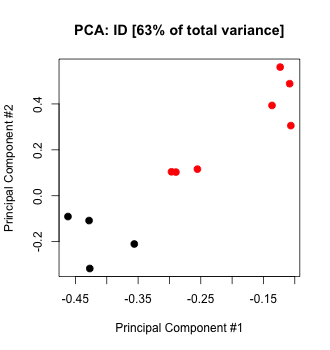 PCA: ID [63% of total variance]
Principal Component #2
0.4
0.2
0.0
-0.2
-0.45
-0.35
-0.25
-0.15
Principal Component #1